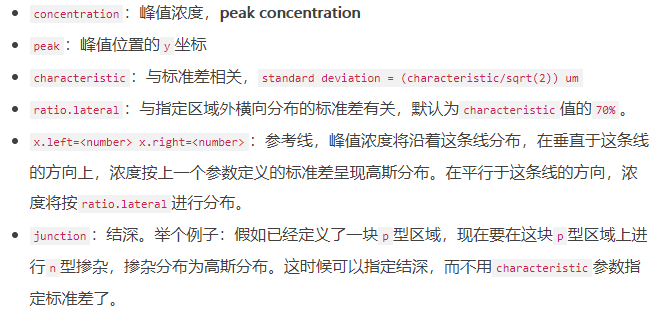 concentration：峰值浓度，peak concentration
peak：峰值位置的 y 坐标
characteristic：与标准差相关，standard deviation = (characteristic/sqrt(2)) um
ratio.lateral：与指定区域外横向分布的标准差有关，默认为 characteristic 值的 70%。
x.left=<number> x.right=<number>：参考线，峰值浓度将沿着这条线分布，在垂直于这条
线的方向上，浓度按上一个参数定义的标准差呈现高斯分布。在平行于这条线的方向，浓
度将按 ratio.lateral 进行分布。
junction：结深。举个例子：假如已经定义了一块 p 型区域，现在要在这块 p 型区域上进
行 n 型掺杂，掺杂分布为高斯分布。这时候可以指定结深，而不用 characteristic 参数指
定标准差了。